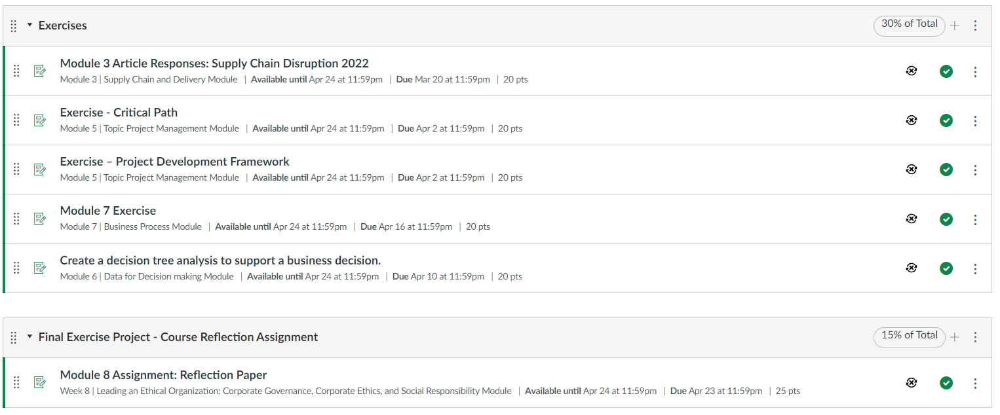 Exercises
30% of Total
Module 3 Article Responses: Supply Chain Disruption 2022
Module 3 | Supply Chain and Delivery Module | Available until Apr 24 at 11:59pm | Due Mar 20 at 11:59pm | 20 pts
Exercise - Critical Path
Module 5 | Topic Project Management Module | Available until Apr 24 at 11:59pm | Due Apr 2 at 11:59pm | 20 pts
Exercise – Project Development Framework
Module 5 | Topic Project Management Module | Available until Apr 24 at 11:59pm | Due Apr 2 at 11:59pm | 20 pts
Module 7 Exercise
Module 7 | Business Process Module | Available until Apr 24 at 11:59pm | Due Apr 16 at 11:59pm | 20 pts
Create a decision tree analysis to support a business decision.
Module 6 | Data for Decision making Module | Available until Apr 24 at 11:59pm | Due Apr 10 at 11:59pm | 20 pts
Final Exercise Project - Course Reflection Assignment
15% of Total
Module 8 Assignment: Reflection Paper
Week 8 | Leading an Ethical Organization: Corporate Governance, Corporate Ethics, and Social Responsibility Module | Available until Apr 24 at 11:59pm | Due Apr 23 at 11:59pm | 25 pts